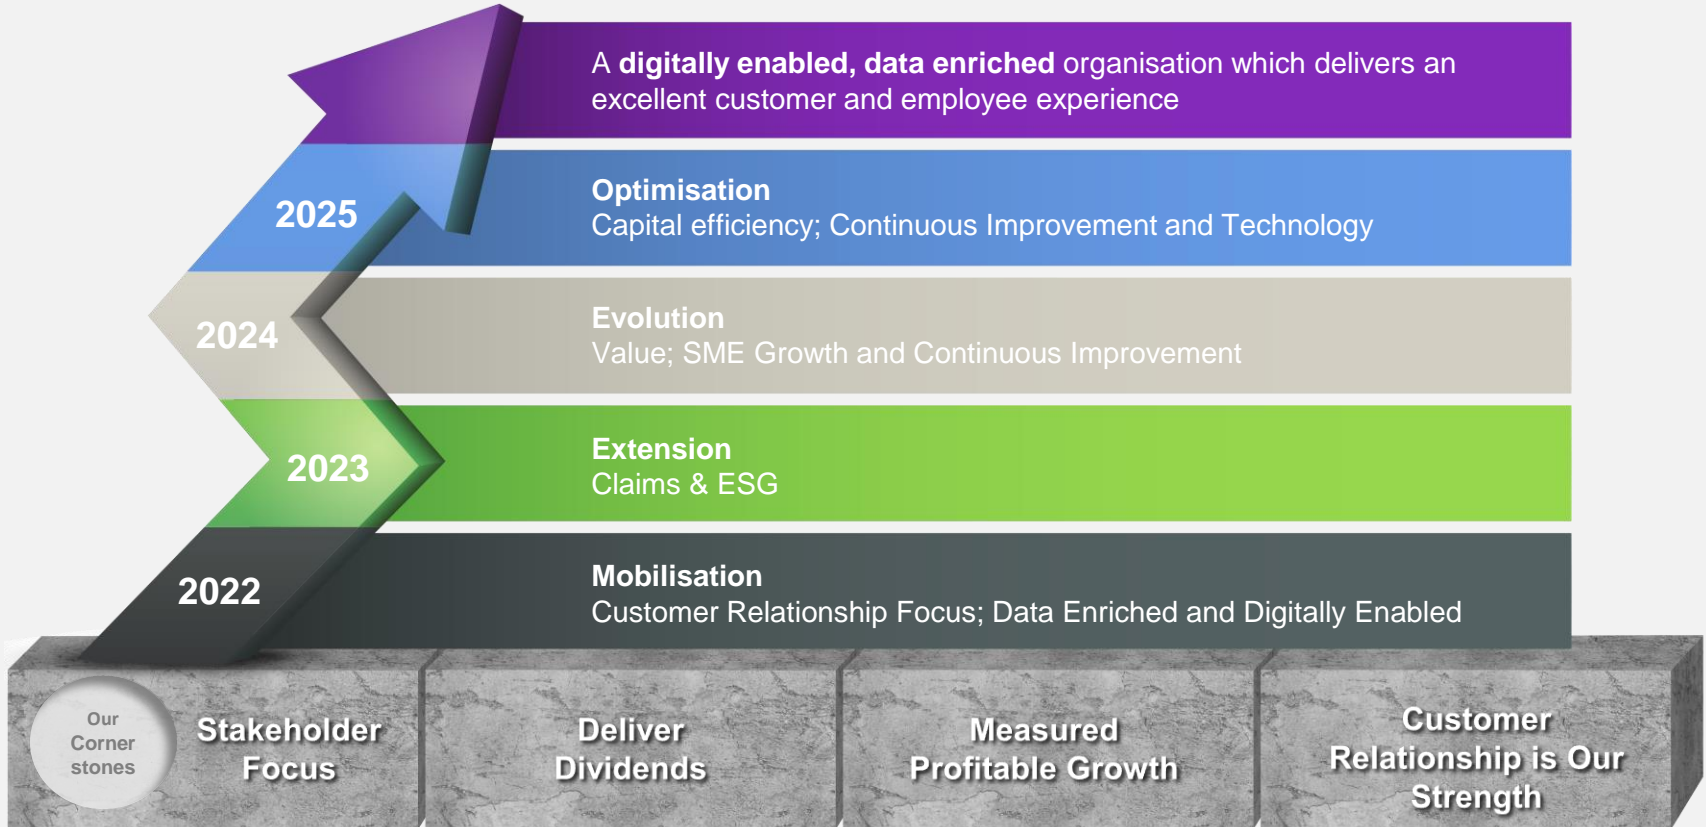 A digitally enabled, data enriched organisation which delivers an
excellent customer and employee experience
2025
Optimisation
Capital efficiency; Continuous Improvement and Technology
2024
Evolution
Value; SME Growth and Continuous Improvement
2023
Extension
Claims & ESG
2022
Mobilisation
Customer Relationship Focus; Data Enriched and Digitally Enabled
Our
Corner
stones
Stakeholder
Focus
Deliver
Dividends
Measured
Profitable Growth
Customer
Relationship is Our
Strength